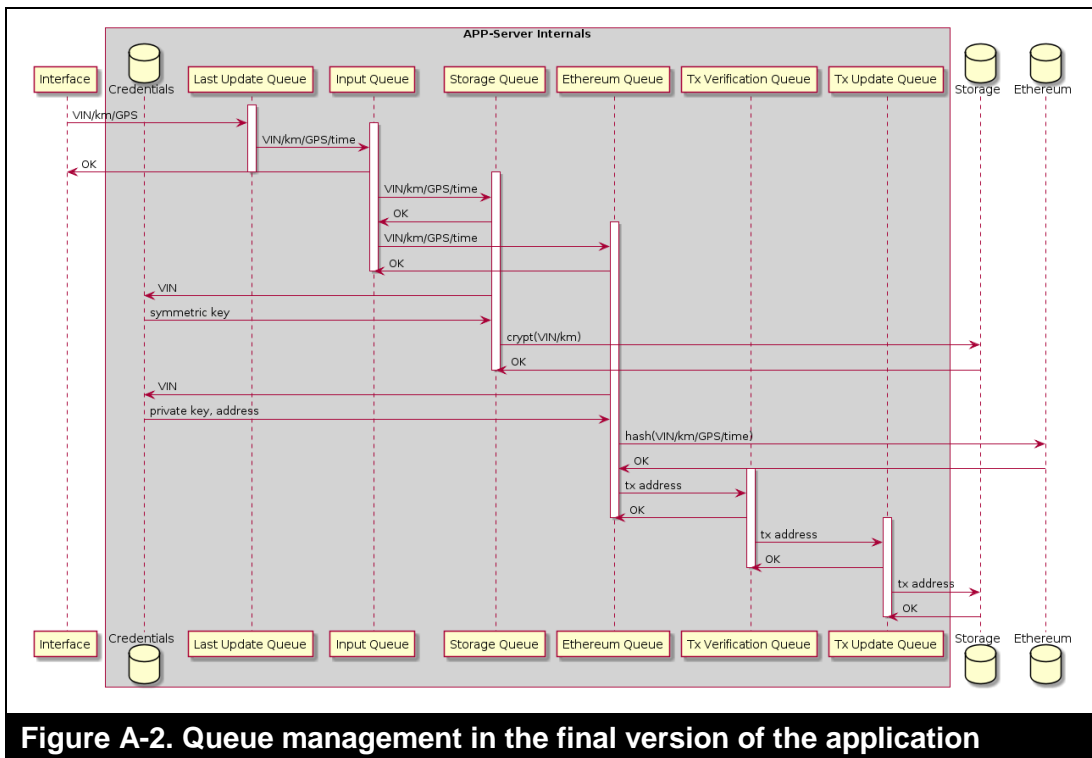 APP-Server Internals
Interface
Credentials
Last Update Queue
Input Queue
Storage Queue
Ethereum Queue
Tx Verification Queue
Tx Update Queue
Storage
Ethereum
VIN/km/GPS
VIN/km/GPS/time
OK
VIN/km/GPS/time
OK
VIN/km/GPS/time
OK
VIN
symmetric key
crypt(VIN/km)
OK
VIN
private key, address
hash(VIN/km/GPS/time)
OK
tx address
OK
tx address
OK
tx address
OK
Interface
Credentials
Last Update Queue
Input Queue
Storage Queue
Ethereum Queue
Tx Verification Queue
Tx Update Queue
Storage
Ethereum
Figure A-2. Queue management in the final version of the application